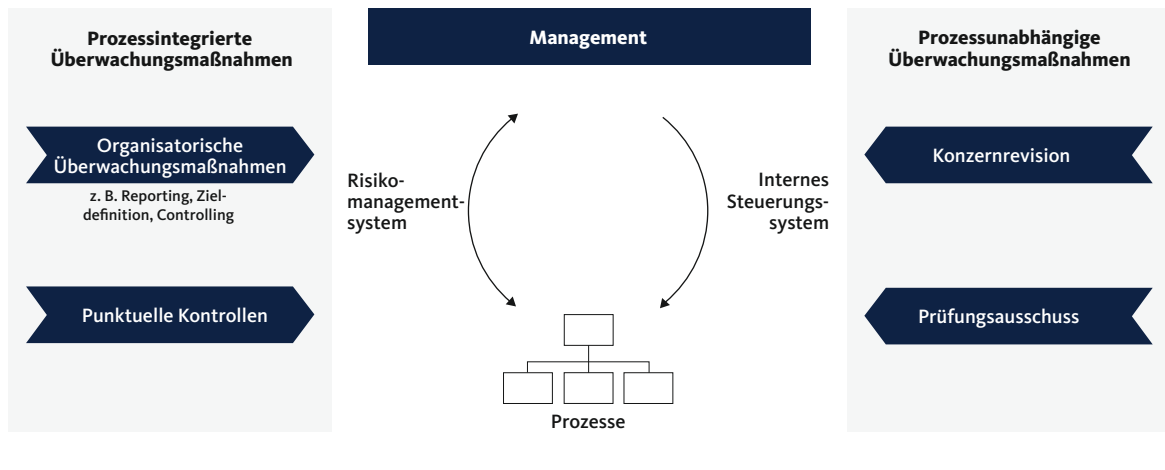 Prozessintegrierte
Überwachungsmaßnahmen
Organisatorische
Überwachungsmaßnahmen
z. B. Reporting, Ziel-
definition, Controlling
Punktuelle Kontrollen
Management
Risiko-
management-
system
Internes
Steuerungs-
system
Prozesse
Prozessunabhängige
Überwachungsmaßnahmen
Konzernrevision
Prüfungsausschuss